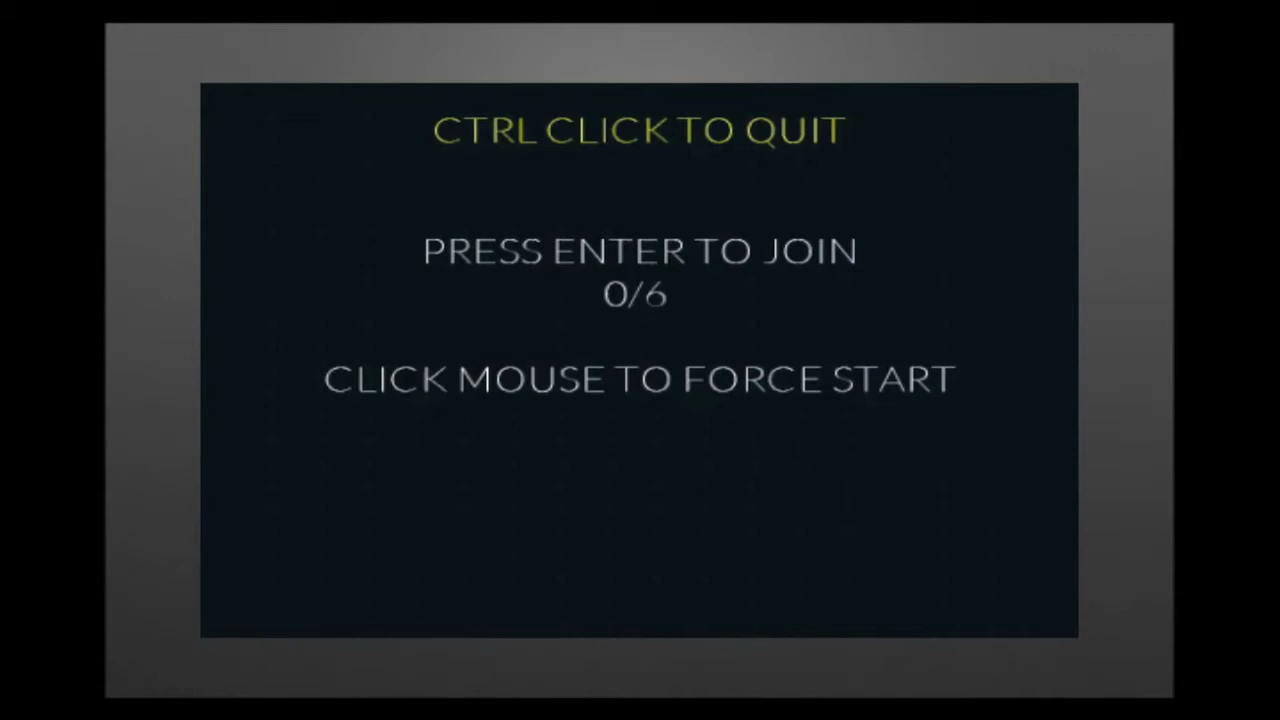 CTRL CLICK TO QUIT
PRESS ENTER TO JOIN
0/6
CLICK MOUSE TO FORCE START